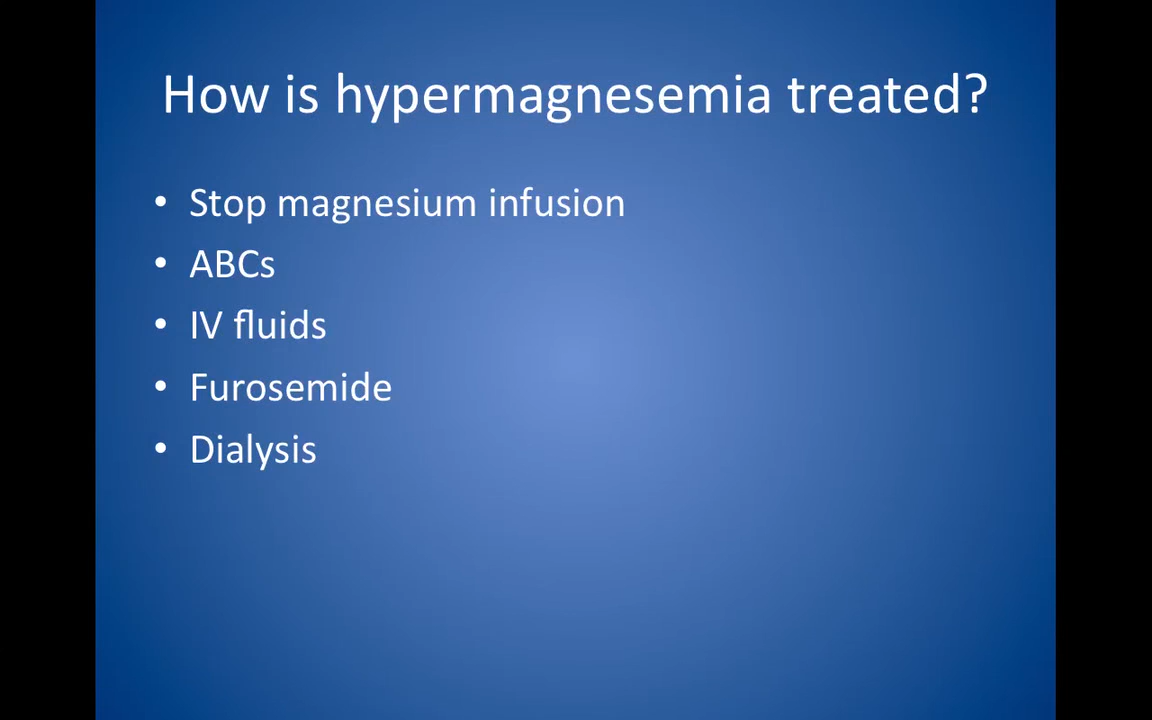 How is hypermagnesemia treated?
• Stop magnesium infusion
• ABCs
• IV fluids
• Furosemide
• Dialysis